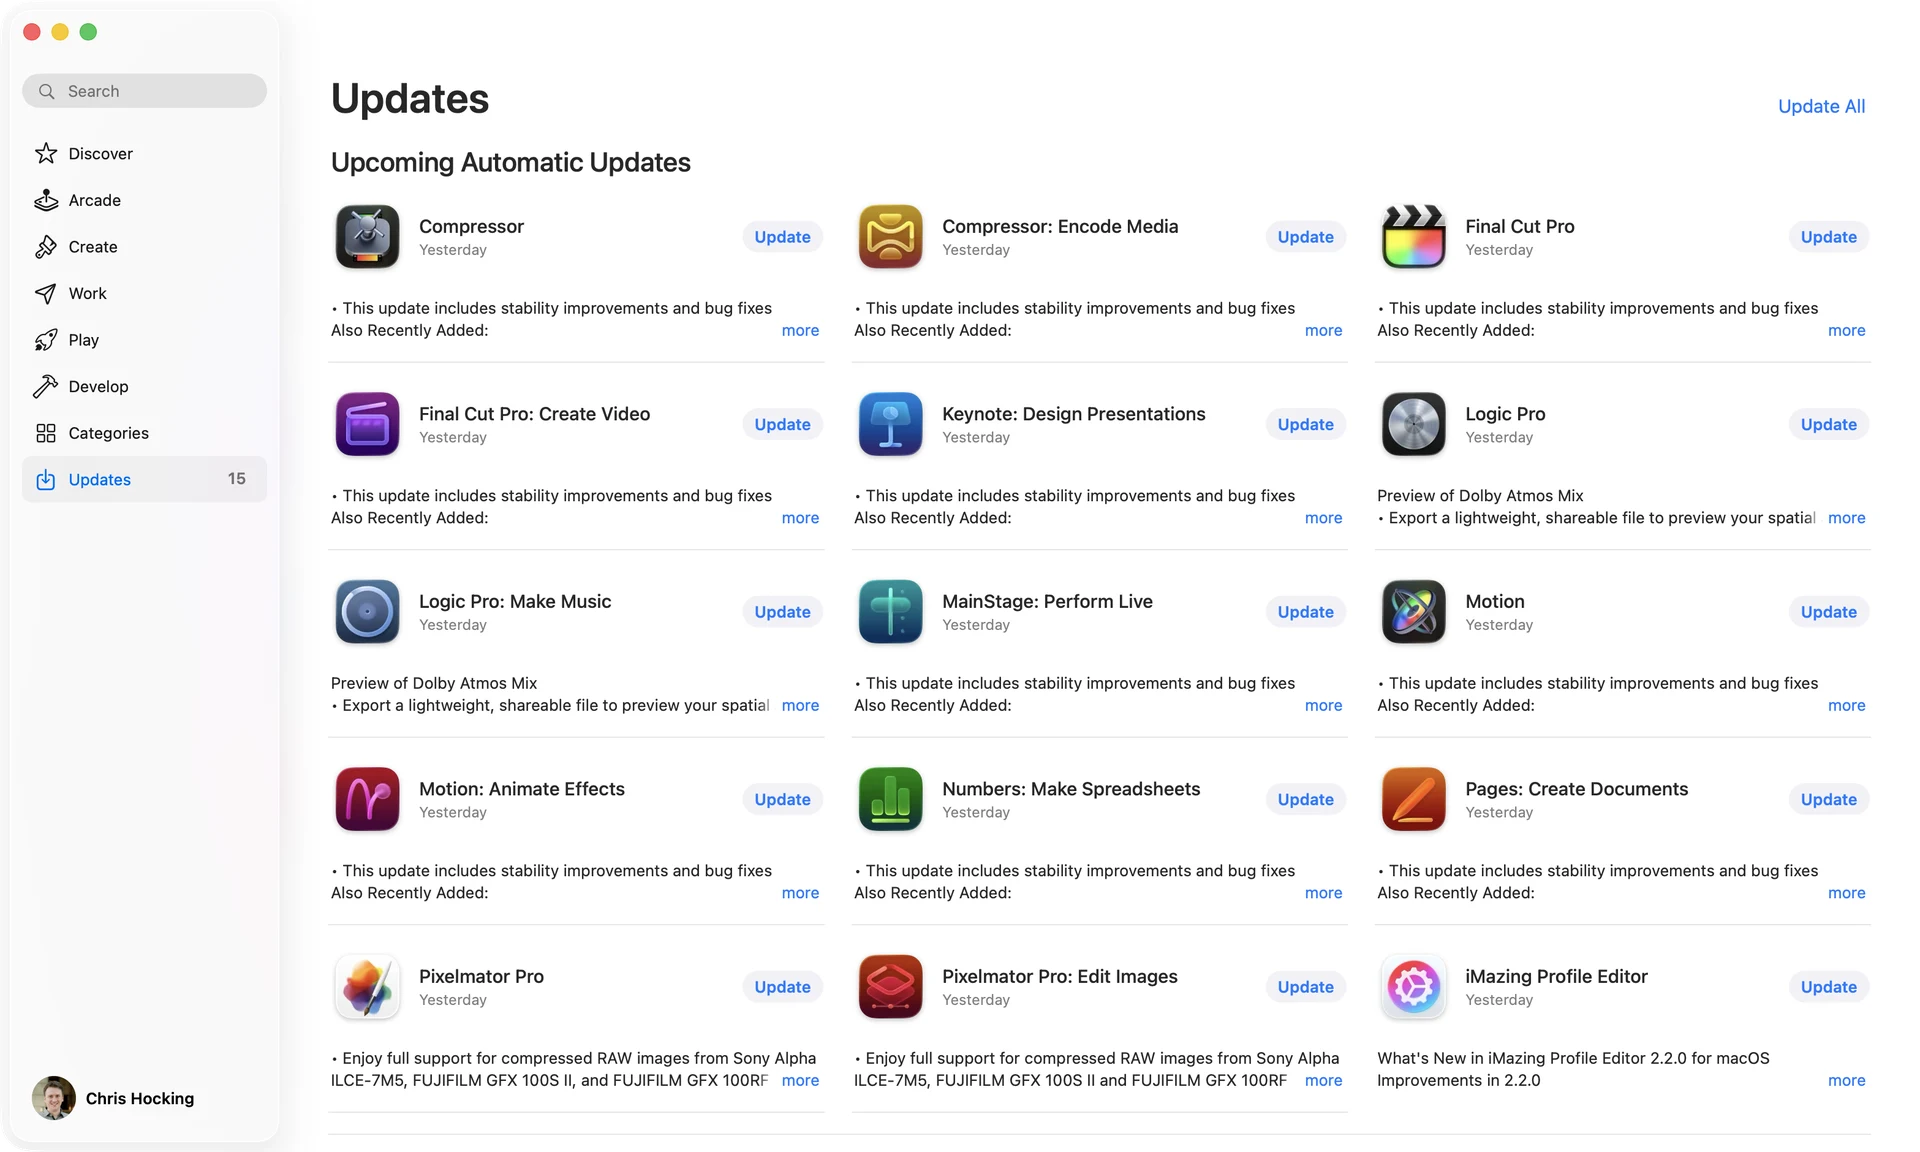 Search
Discover
Arcade
Create
Work
Play
Develop
Categories
Updates 15
Chris Hocking
Updates
Update All
Upcoming Automatic Updates
Compressor
Yesterday
Update
• This update includes stability improvements and bug fixes
Also Recently Added:
more
Compressor: Encode Media
Yesterday
Update
• This update includes stability improvements and bug fixes
Also Recently Added:
more
Final Cut Pro
Yesterday
Update
• This update includes stability improvements and bug fixes
Also Recently Added:
more
Final Cut Pro: Create Video
Yesterday
Update
• This update includes stability improvements and bug fixes
Also Recently Added:
more
Keynote: Design Presentations
Yesterday
Update
• This update includes stability improvements and bug fixes
Also Recently Added:
more
Logic Pro
Yesterday
Update
Preview of Dolby Atmos Mix
• Export a lightweight, shareable file to preview your spatial
more
Logic Pro: Make Music
Yesterday
Update
Preview of Dolby Atmos Mix
• Export a lightweight, shareable file to preview your spatial
more
MainStage: Perform Live
Yesterday
Update
• This update includes stability improvements and bug fixes
Also Recently Added:
more
Motion
Yesterday
Update
• This update includes stability improvements and bug fixes
Also Recently Added:
more
Motion: Animate Effects
Yesterday
Update
• This update includes stability improvements and bug fixes
Also Recently Added:
more
Numbers: Make Spreadsheets
Yesterday
Update
• This update includes stability improvements and bug fixes
Also Recently Added:
more
Pages: Create Documents
Yesterday
Update
• This update includes stability improvements and bug fixes
Also Recently Added:
more
Pixelmator Pro
Yesterday
Update
• Enjoy full support for compressed RAW images from Sony Alpha
ILCE-7M5, FUJIFILM GFX 100S II, and FUJIFILM GFX 100RF
more
Pixelmator Pro: Edit Images
Yesterday
Update
• Enjoy full support for compressed RAW images from Sony Alpha
ILCE-7M5, FUJIFILM GFX 100S II and FUJIFILM GFX 100RF
more
iMazing Profile Editor
Yesterday
Update
What's New in iMazing Profile Editor 2.2.0 for macOS
Improvements in 2.2.0
more